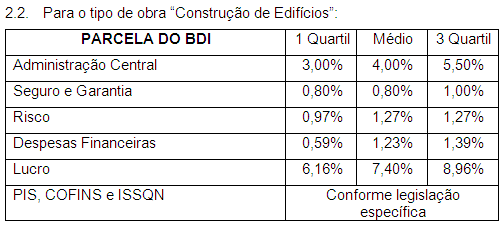 2.2. Para o tipo de obra “Construção de Edifícios”:
PARCELA DO BDI 1 Quartil Médio 3 Quartil
Administração Central 3,00% 4,00% 5,50%
Seguro e Garantia 0,80% 0,80% 1,00%
Risco 0,97% 1,27% 1,27%
Despesas Financeiras 0,59% 1,23% 1,39%
Lucro 6,16% 7,40% 8,96%
PIS, COFINS e ISSQN Conforme legislação
específica